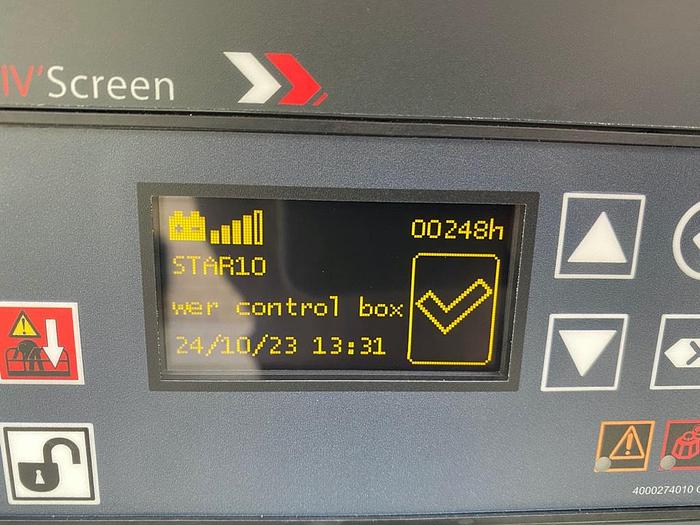 IV'Screen
00248h
STAR10
wer control box
24/10/23 13:31
4000274010